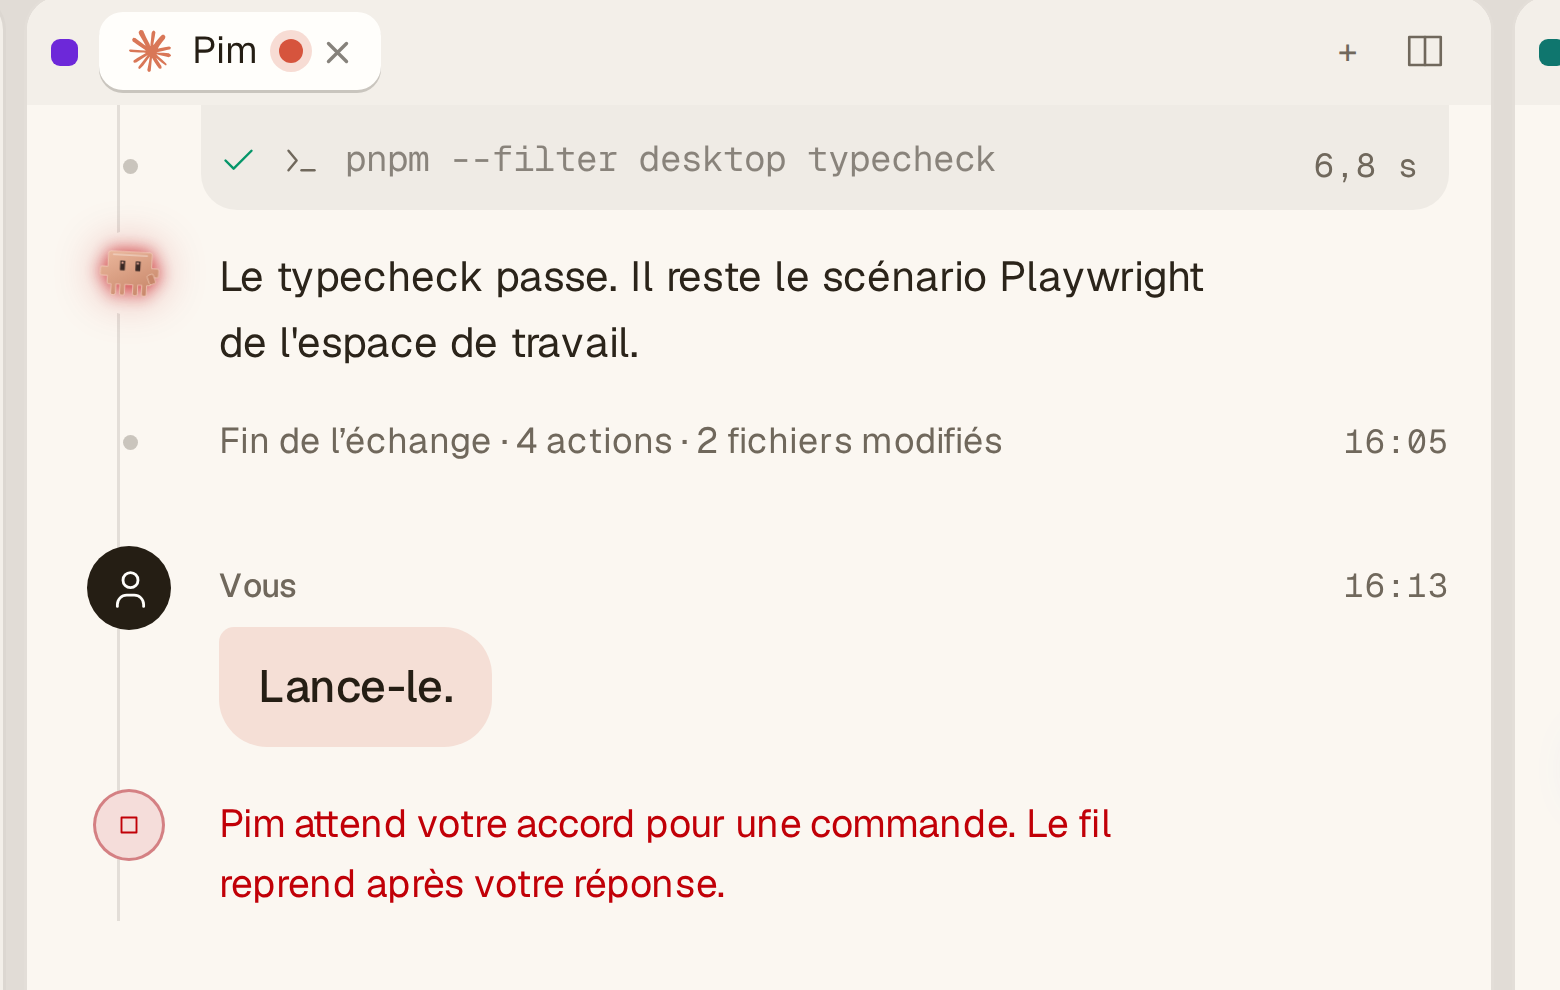 Pim
+
pnpm --filter desktop typecheck
6,8 s
Le typecheck passe. Il reste le scénario Playwright
de l'espace de travail.
Fin de l’échange · 4 actions · 2 fichiers modifiés
16:05
Vous
16:13
Lance-le.
Pim attend votre accord pour une commande. Le fil
reprend après votre réponse.